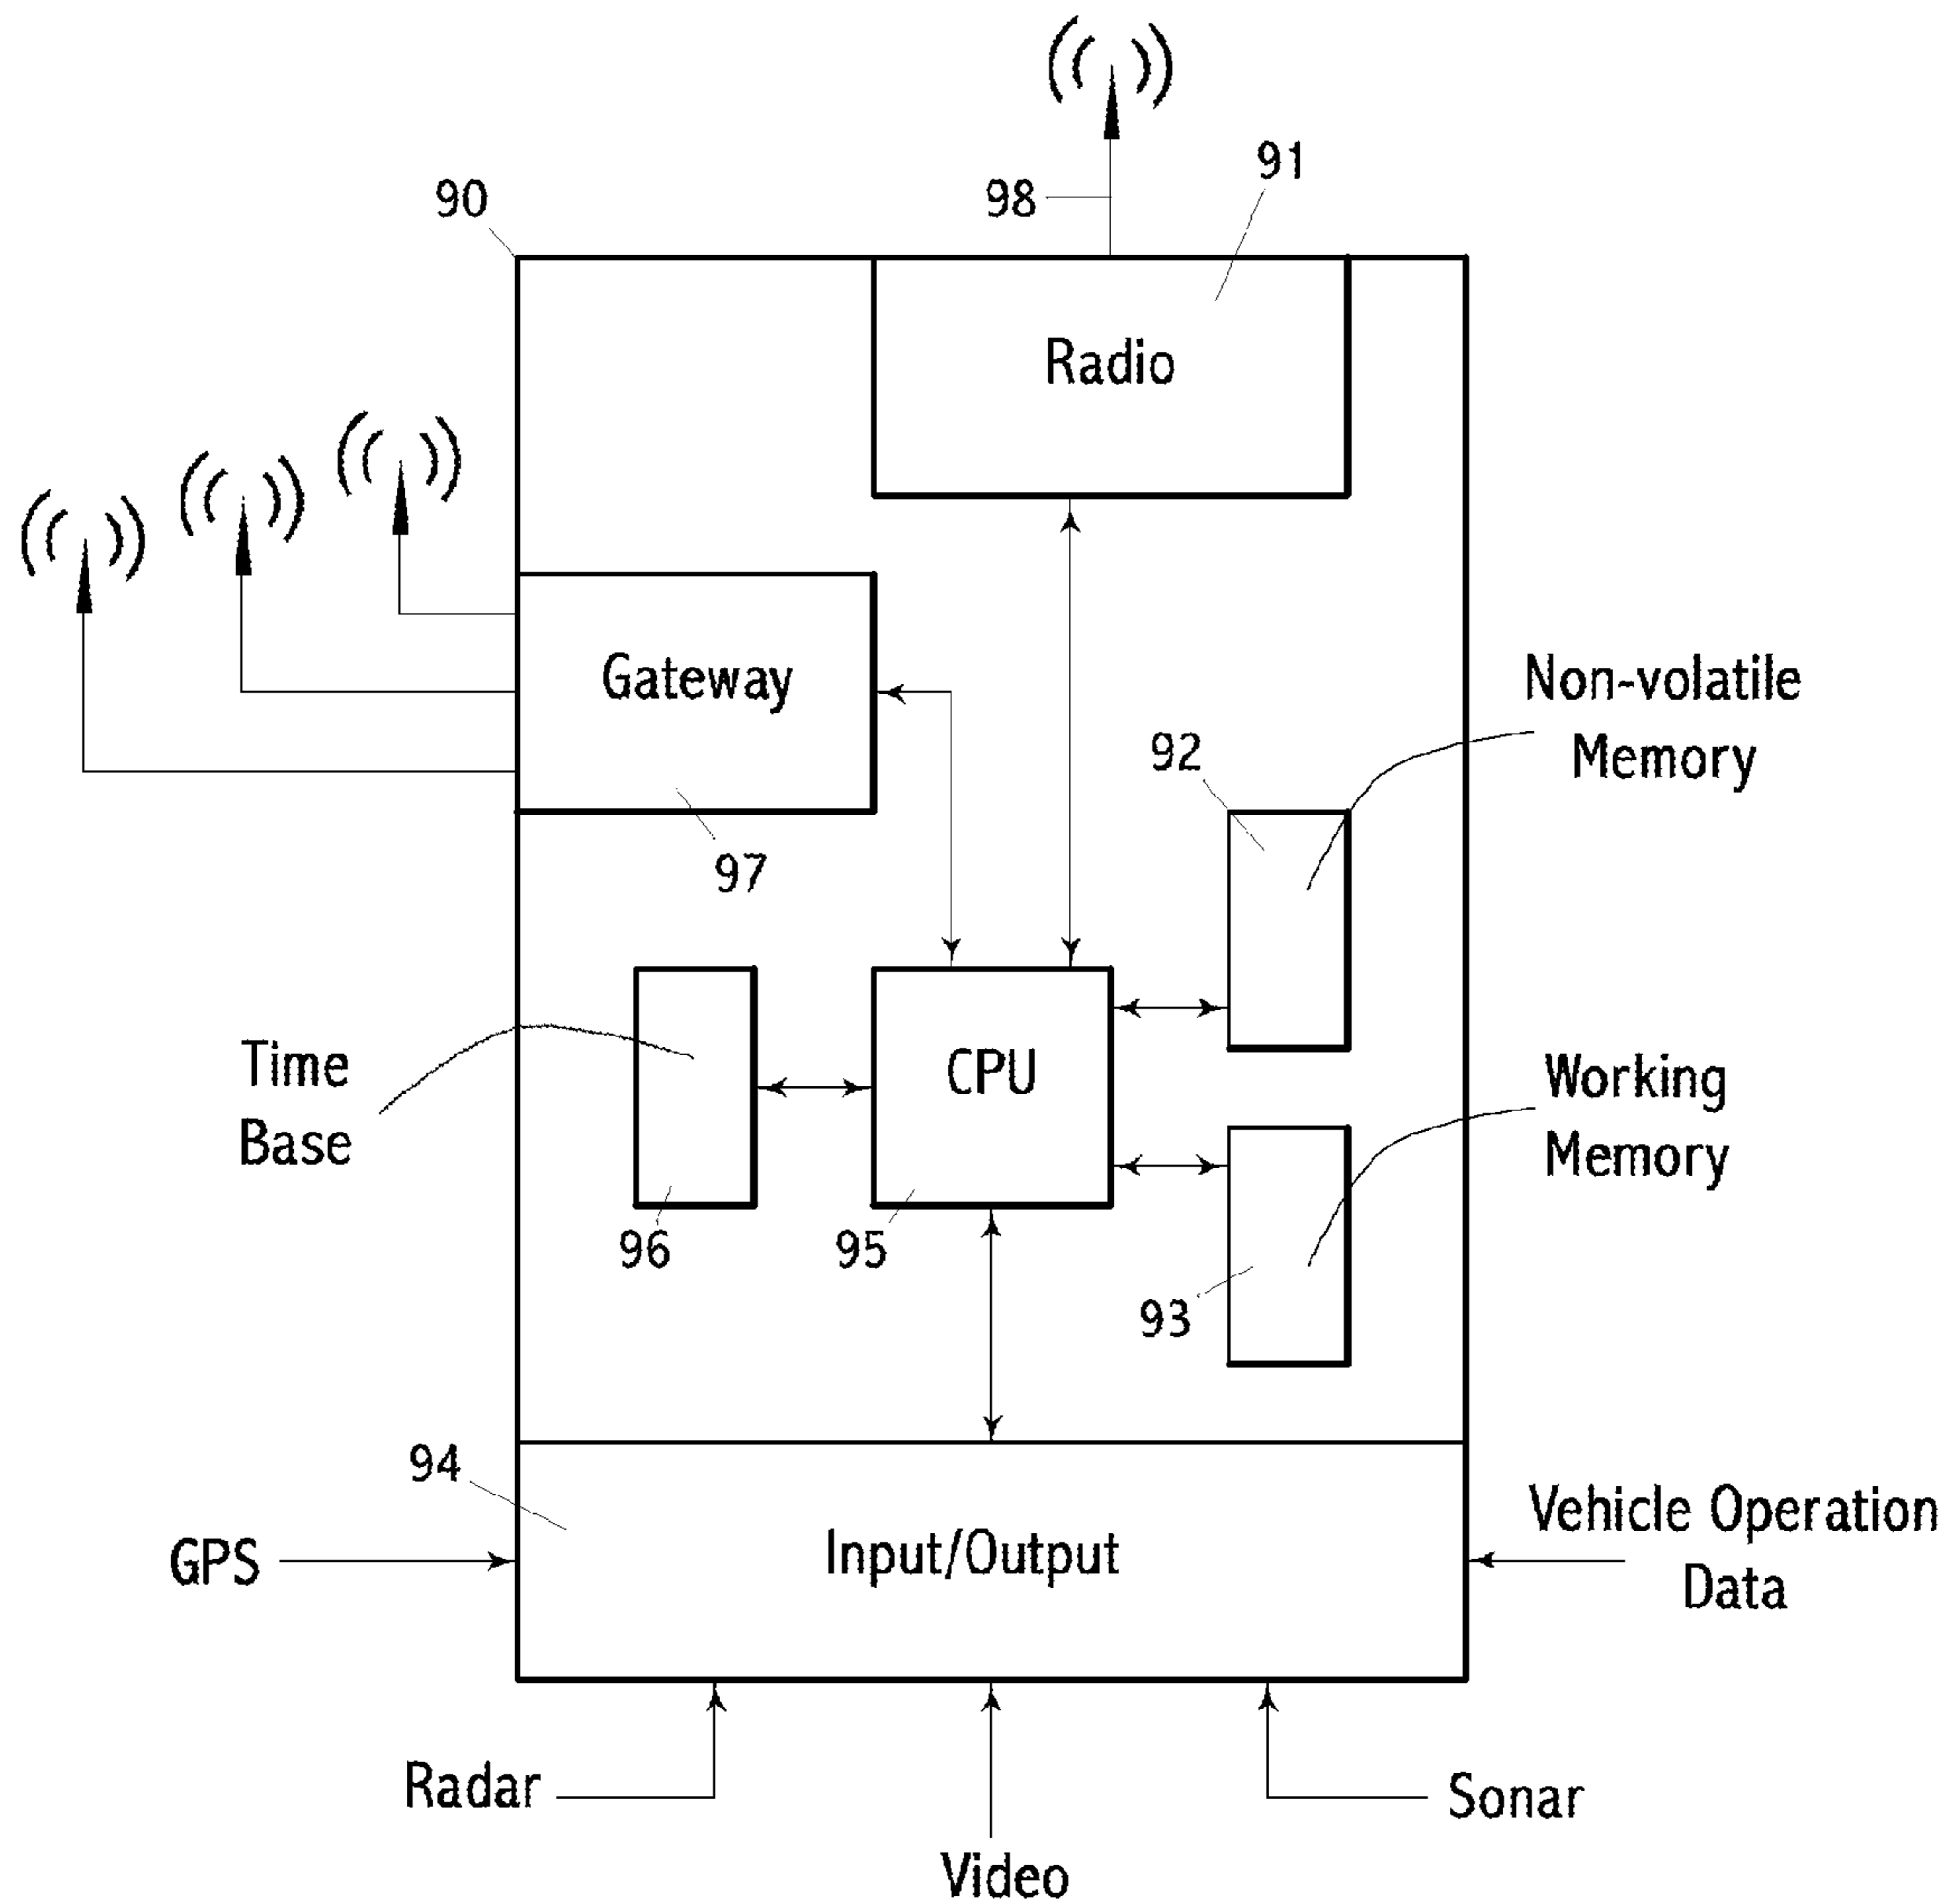 91
98
90
Radio
Gateway
Non-volatile
Memory
92
97
Time
Base
CPU
Working
Memory
96
95
93
94
GPS
Input/Output
Vehicle Operation
Data
Radar
Sonar
Video